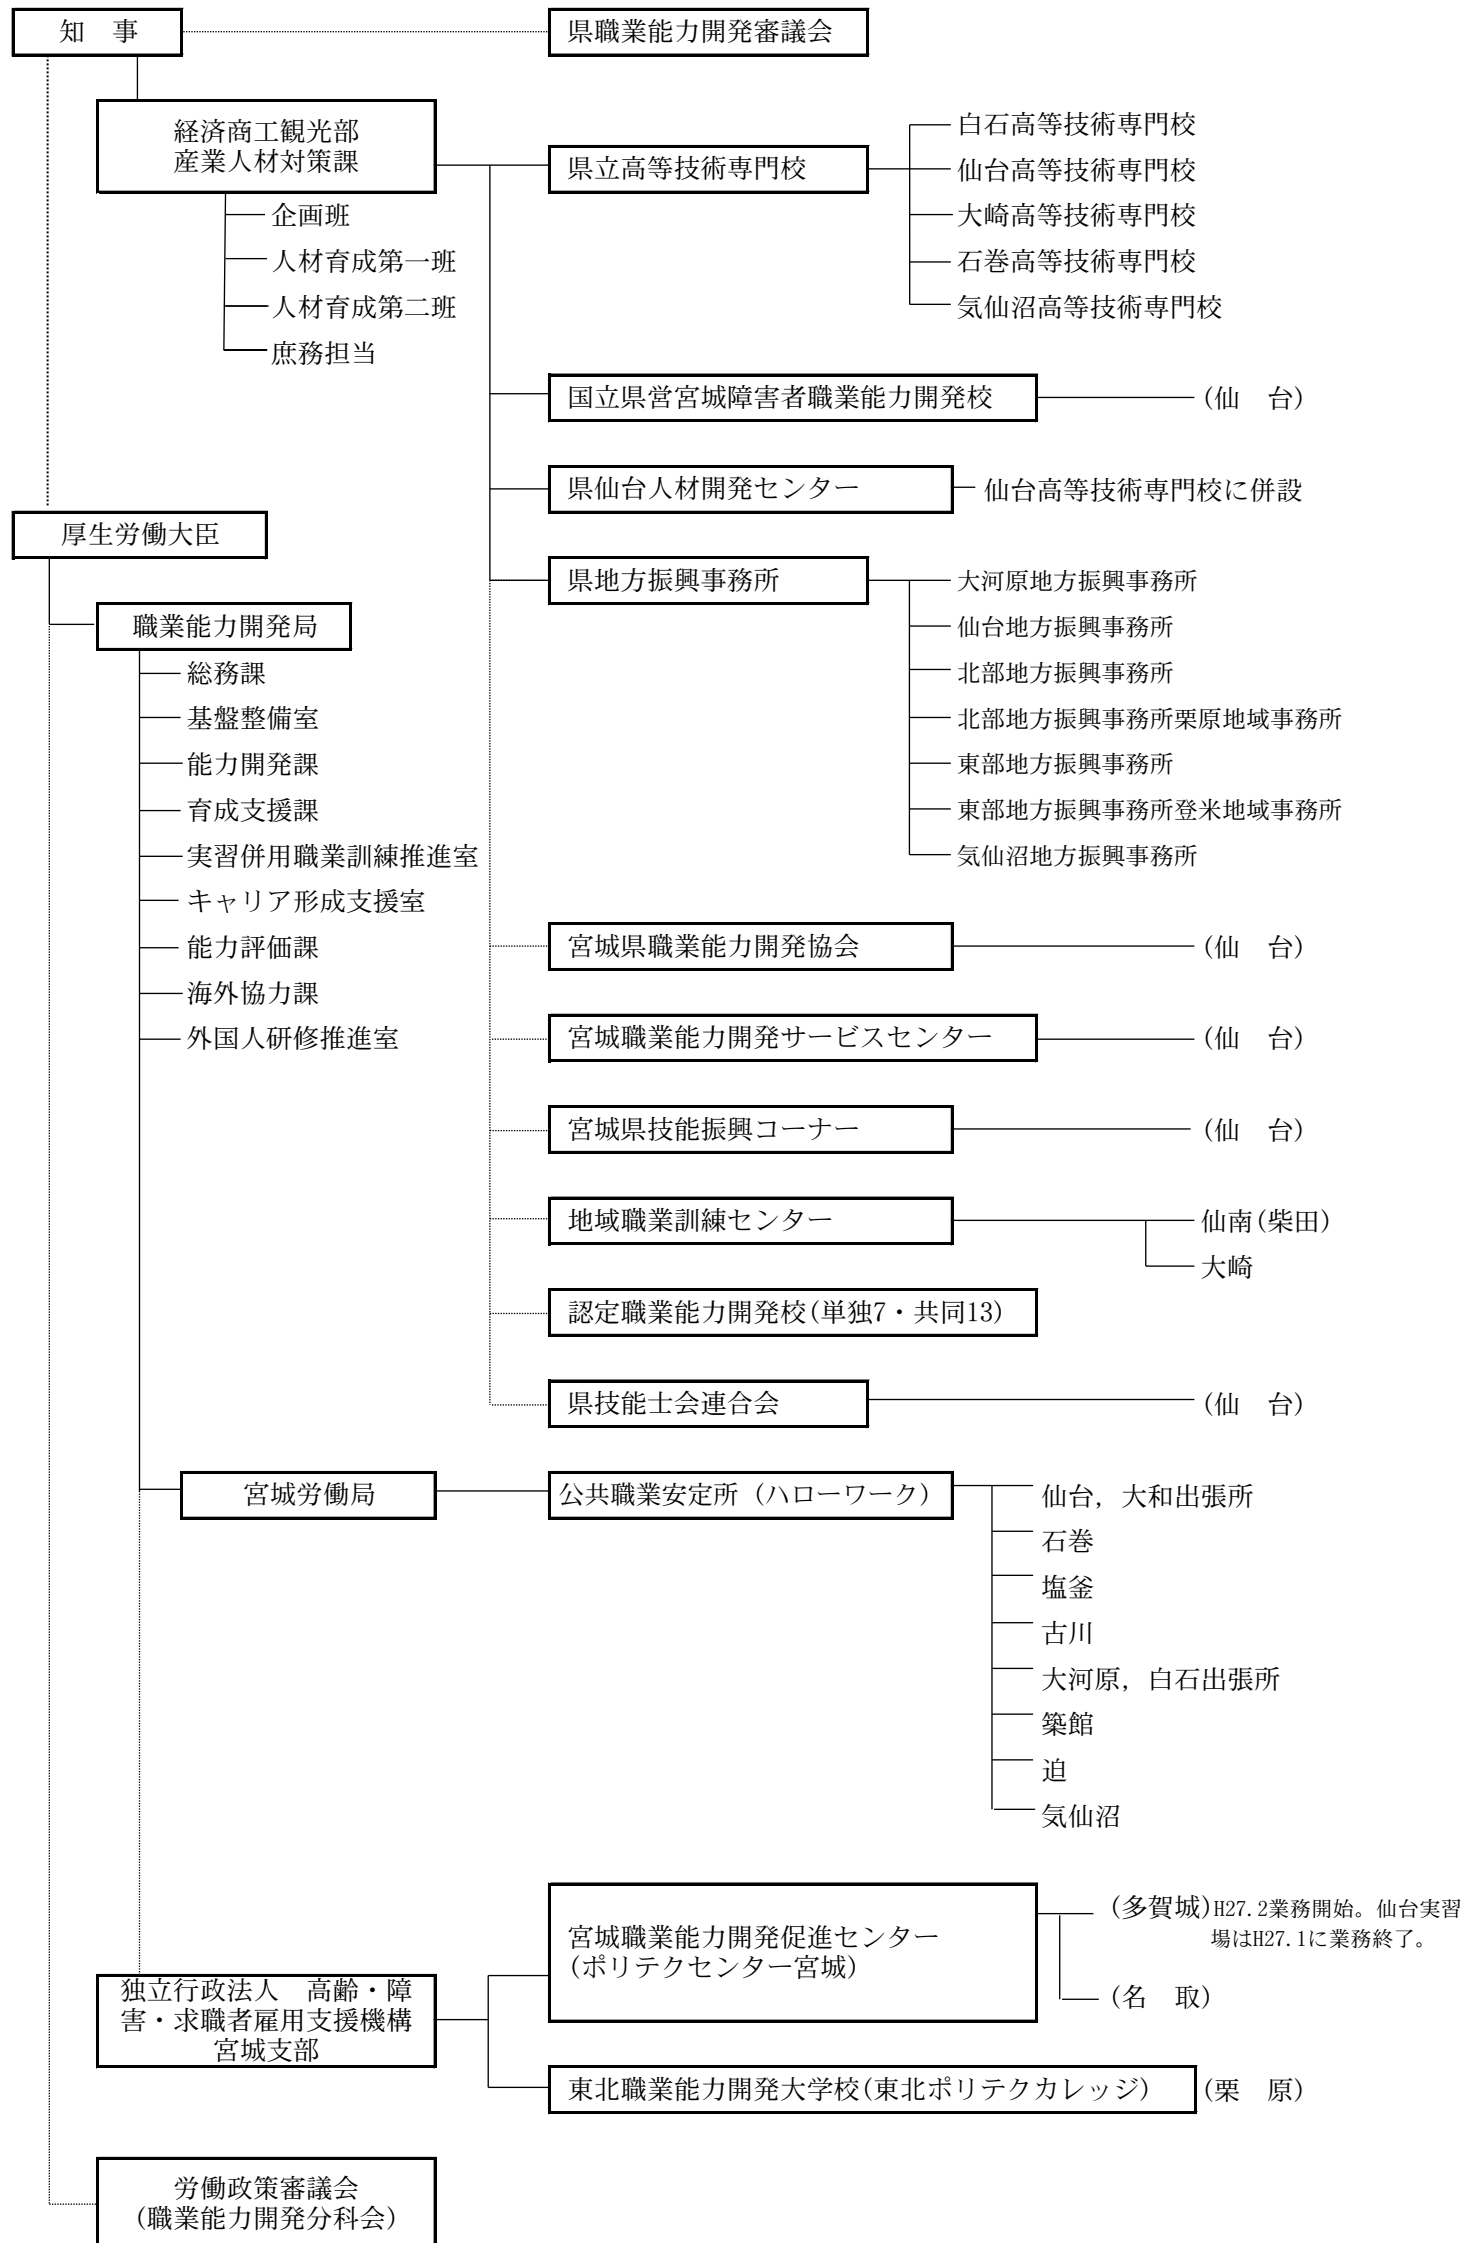 知　事
県職業能力開発審議会
経済商工観光部
産業人材対策課
企画班
人材育成第一班
人材育成第二班
庶務担当
県立高等技術専門校
白石高等技術専門校
仙台高等技術専門校
大崎高等技術専門校
石巻高等技術専門校
気仙沼高等技術専門校
国立県営宮城障害者職業能力開発校
(仙　台)
県仙台人材開発センター
仙台高等技術専門校に併設
県地方振興事務所
大河原地方振興事務所
仙台地方振興事務所
北部地方振興事務所
北部地方振興事務所栗原地域事務所
東部地方振興事務所
東部地方振興事務所登米地域事務所
気仙沼地方振興事務所
宮城県職業能力開発協会
(仙　台)
宮城職業能力開発サービスセンター
(仙　台)
宮城県技能振興コーナー
(仙　台)
地域職業訓練センター
仙南(柴田)
大崎
認定職業能力開発校(単独7・共同13)
県技能士会連合会
(仙　台)
厚生労働大臣
職業能力開発局
総務課
基盤整備室
能力開発課
育成支援課
実習併用職業訓練推進室
キャリア形成支援室
能力評価課
海外協力課
外国人研修推進室
宮城労働局
公共職業安定所（ハローワーク）
仙台，大和出張所
石巻
塩釜
古川
大河原，白石出張所
築館
迫
気仙沼
独立行政法人　高齢・障
害・求職者雇用支援機構
宮城支部
宮城職業能力開発促進センター
(ポリテクセンター宮城)
(多賀城)H27.2業務開始。仙台実習
場はH27.1に業務終了。
(名　取)
東北職業能力開発大学校(東北ポリテクカレッジ)
(栗　原)
労働政策審議会
(職業能力開発分科会)